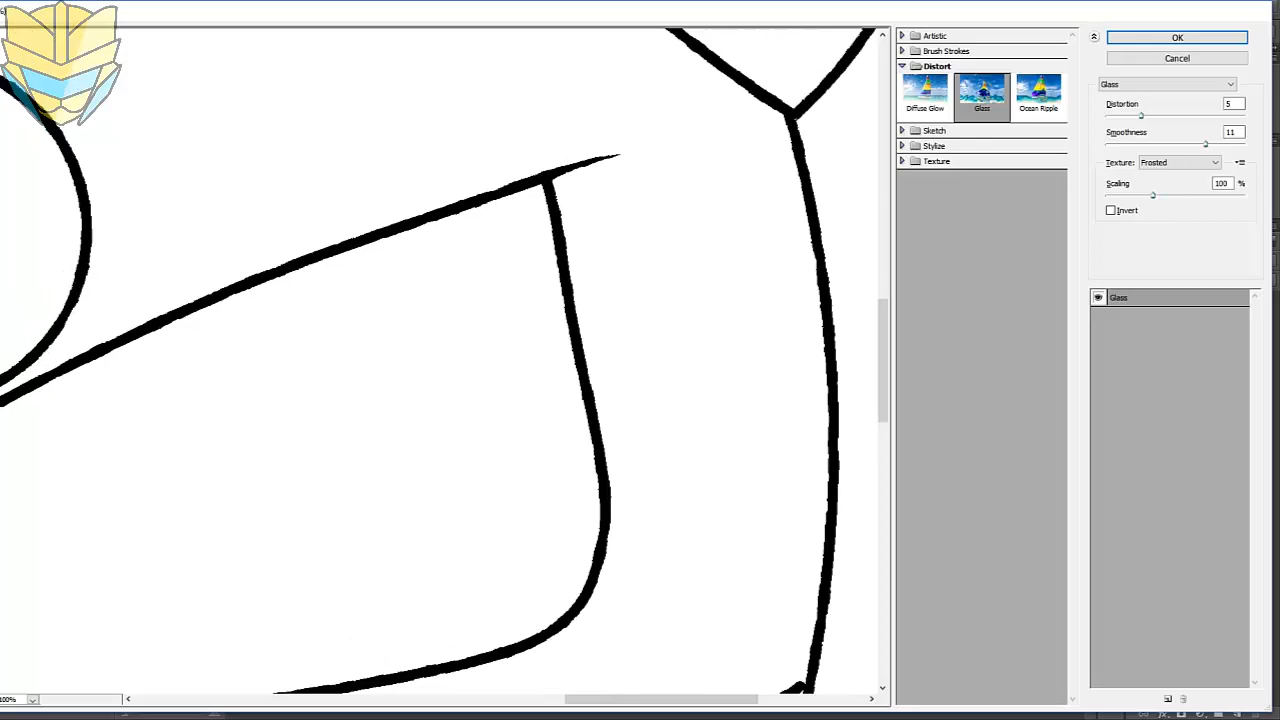 Artistic
Brush Strokes
Distort
Diffuse Glow
Glass
Ocean Ripple
Sketch
Stylize
Texture
OK
Cancel
Glass
Distortion 5
Smoothness 11
Texture: Frosted
Scaling 100 %
Invert
Glass
100%